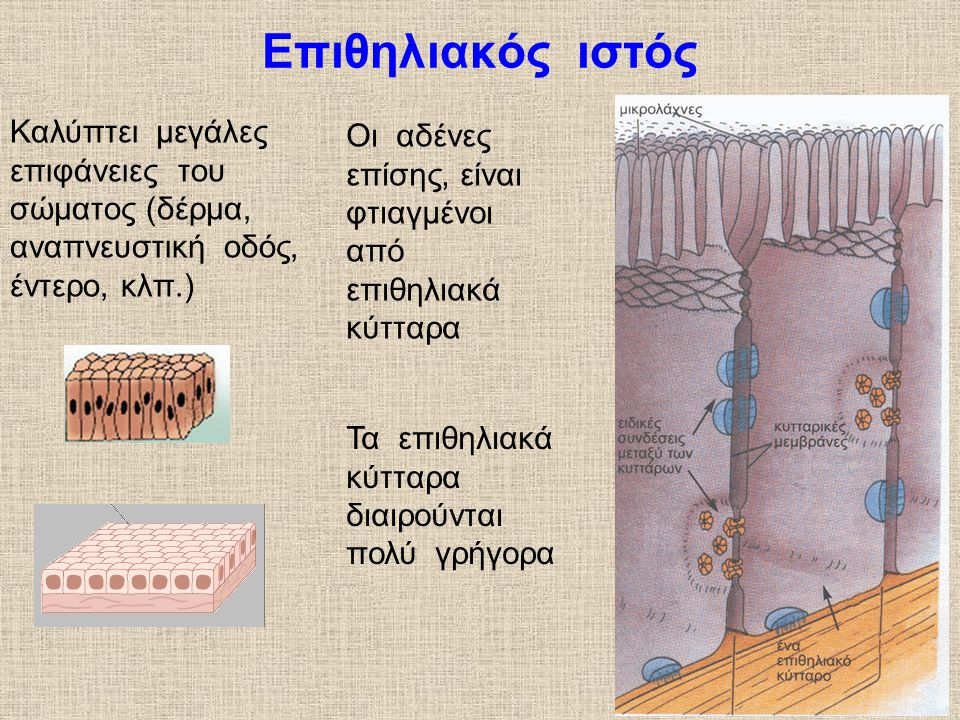 Επιθηλιακός ιστός
Καλύπτει μεγάλες
επιφάνειες του
σώματος (δέρμα,
αναπνευστική οδός,
έντερο, κλπ.)
Οι αδένες
επίσης, είναι
φτιαγμένοι
από
επιθηλιακά
κύτταρα
Τα επιθηλιακά
κύτταρα
διαιρούνται
πολύ γρήγορα
μικρολάχνες
ειδικές
συνδέσεις
μεταξύ των
κυττάρων
κυτταρικές
μεμβράνες
ένα
επιθηλιακό
κύτταρο